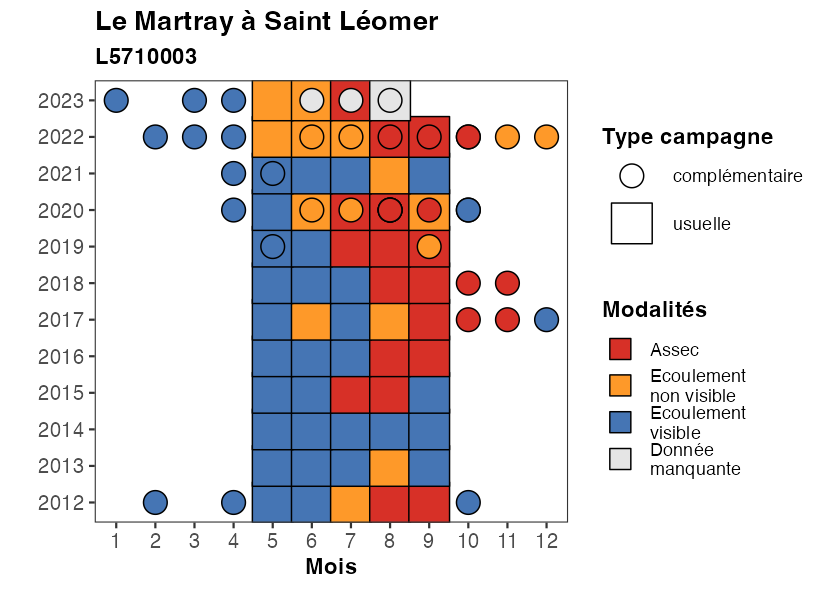 Le Martray à Saint Léomer
L5710003
2023
2022
2021
2020
2019
2018
2017
2016
2015
2014
2013
2012
1 2 3 4 5 6 7 8 9 10 11 12
Mois
Type campagne
complémentaire
usuelle
Modalités
Assec
Ecoulement
non visible
Ecoulement
visible
Donnée
manquante